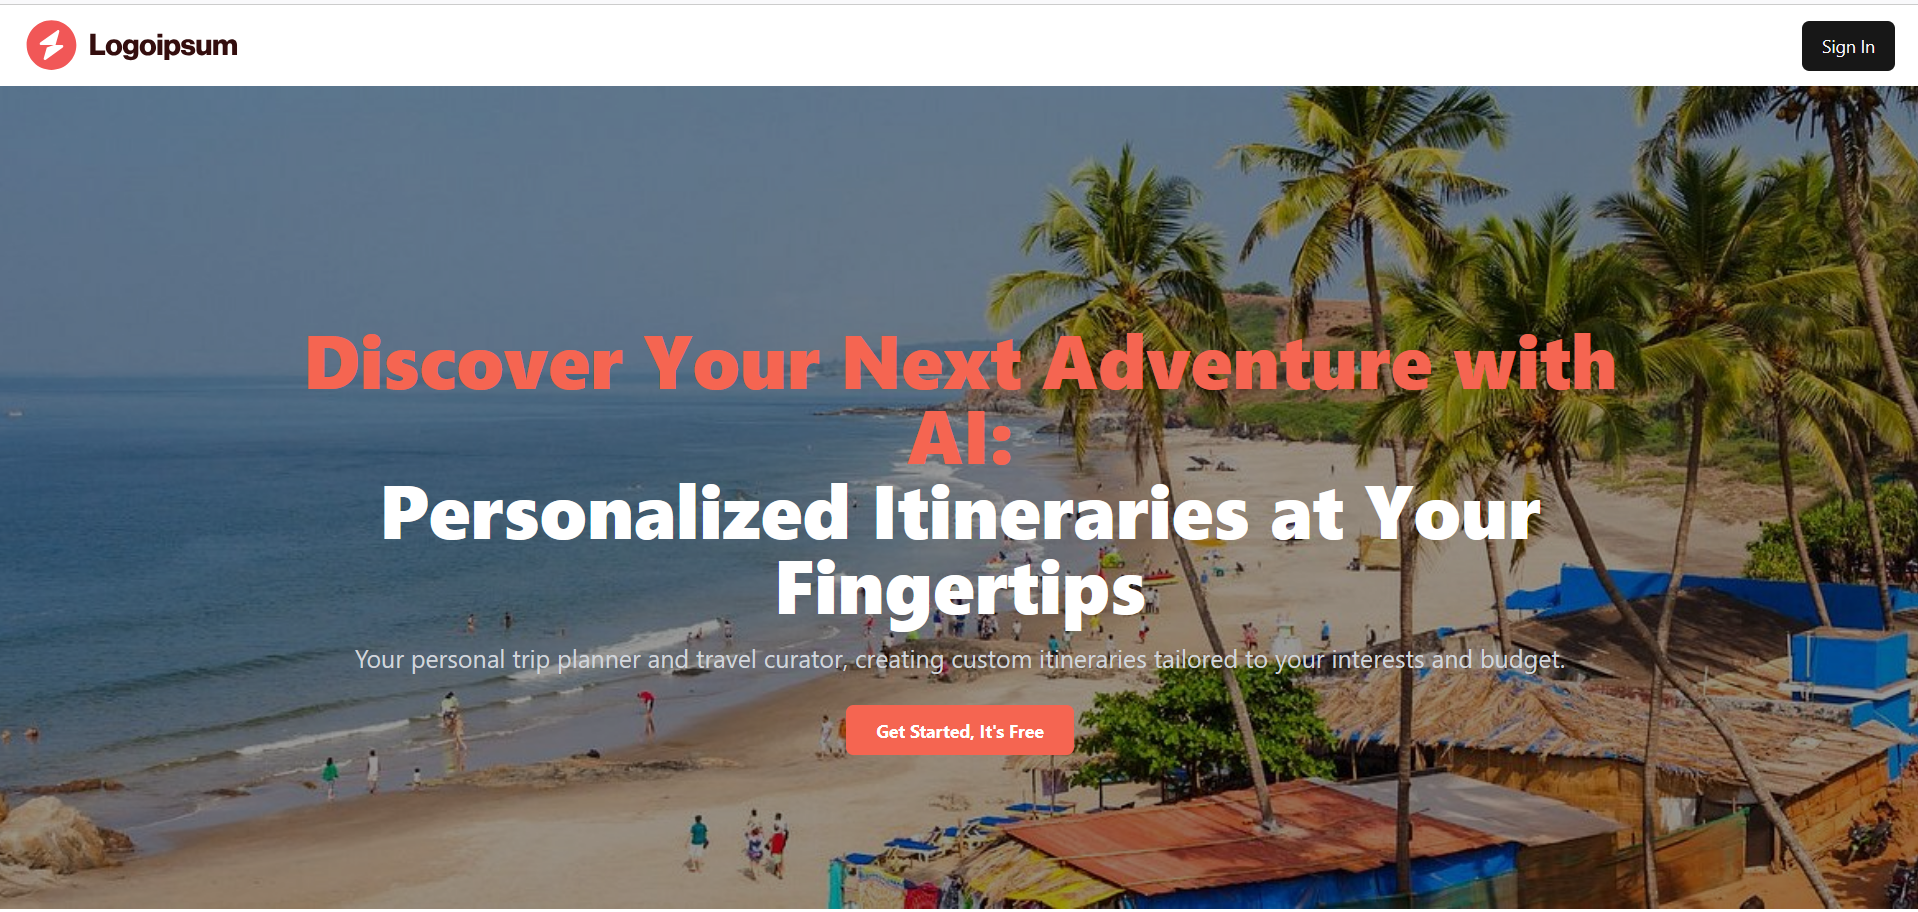 Logoipsum
Sign In
Discover Your Next Adventure with
AI:
Personalized Itineraries at Your
Fingertips
Your personal trip planner and travel curator, creating custom itineraries tailored to your interests and budget.
Get Started, It's Free